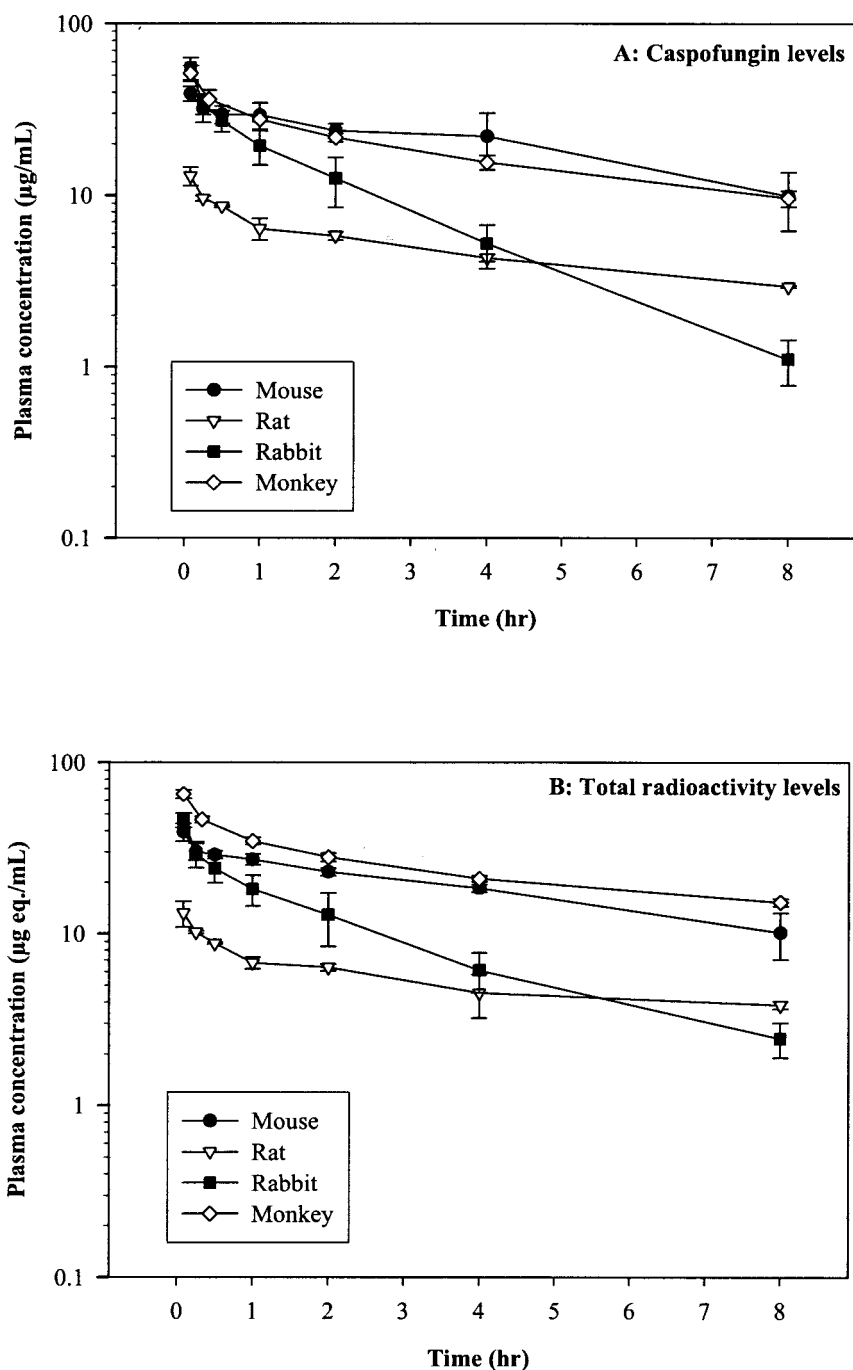 A: Caspofungin levels
Plasma concentration (µg/mL)
100
10
1
0.1
Mouse
Rat
Rabbit
Monkey
0 1 2 3 4 5 6 7 8
Time (hr)
B: Total radioactivity levels
Plasma concentration (µg eq./mL)
100
10
1
0.1
Mouse
Rat
Rabbit
Monkey
0 1 2 3 4 5 6 7 8
Time (hr)